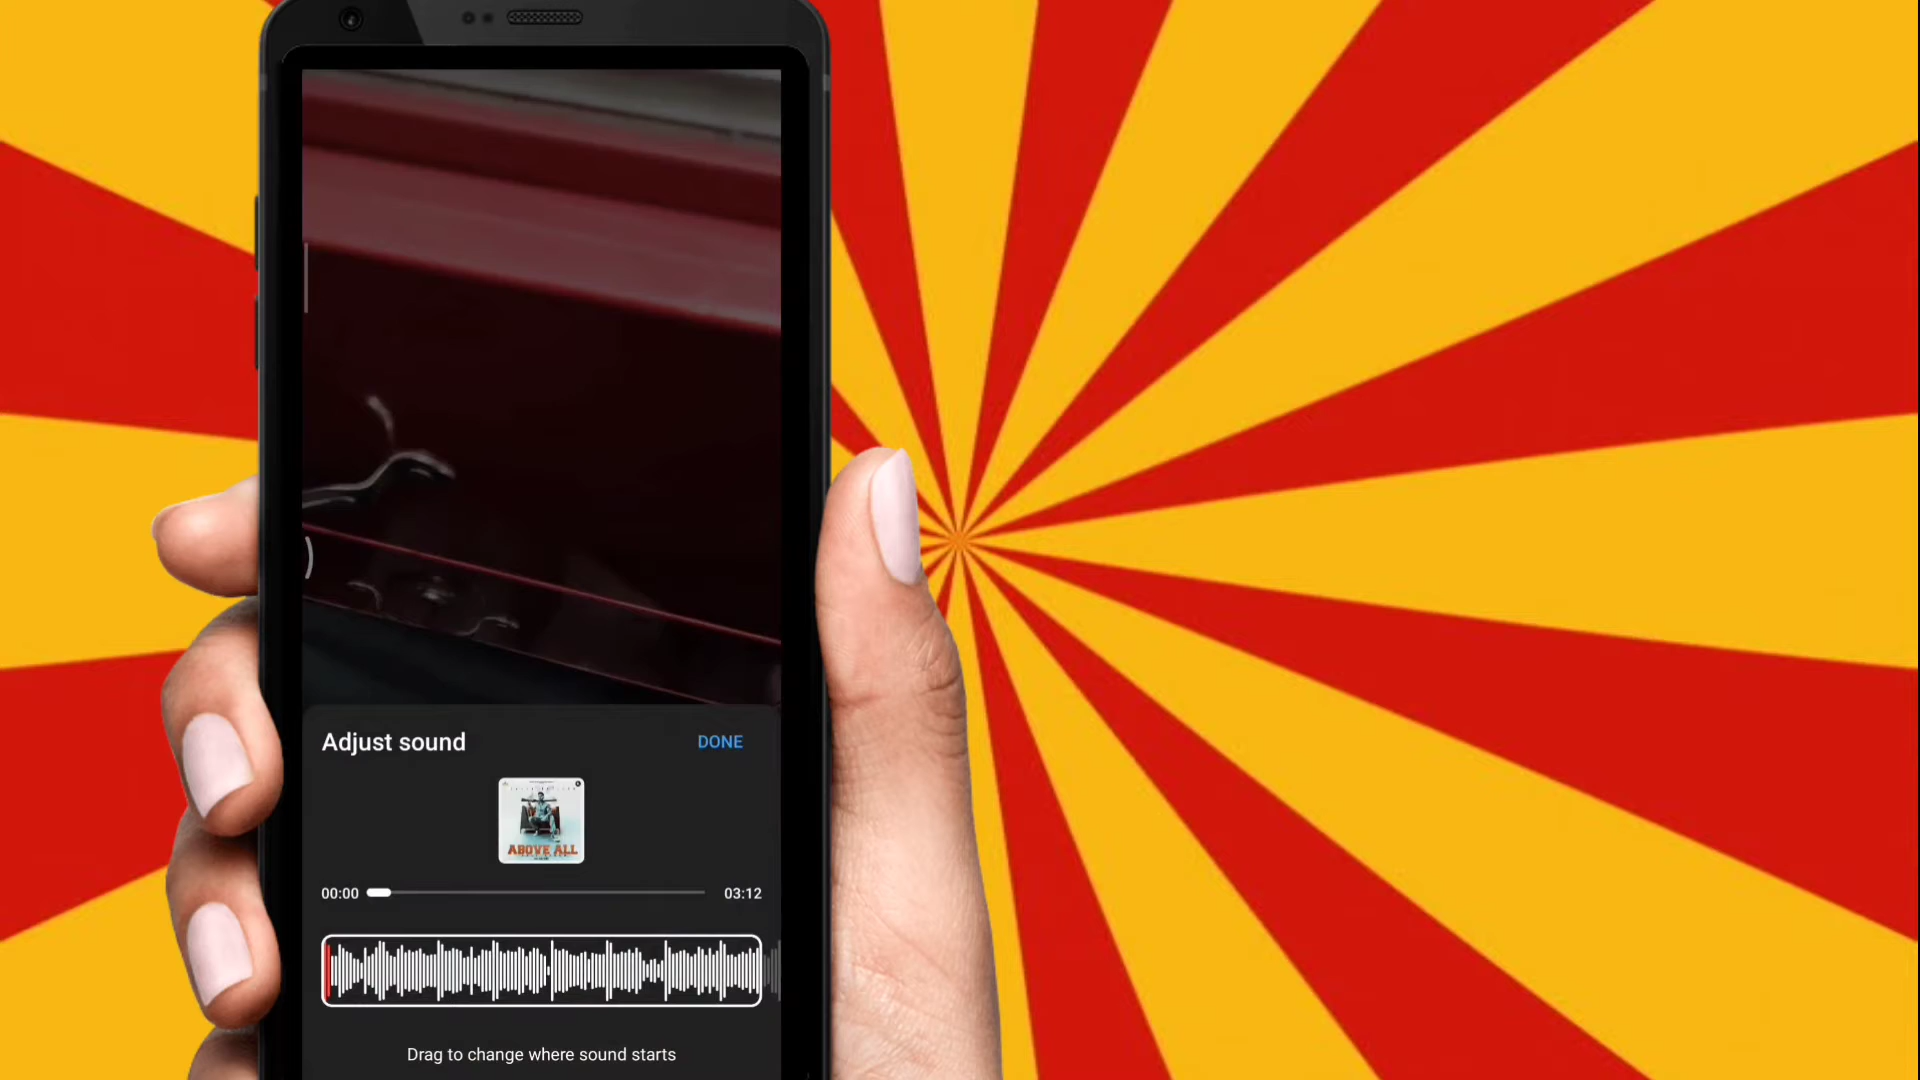 Adjust sound
DONE
ABOVE ALL
00:00
03:12
Drag to change where sound starts